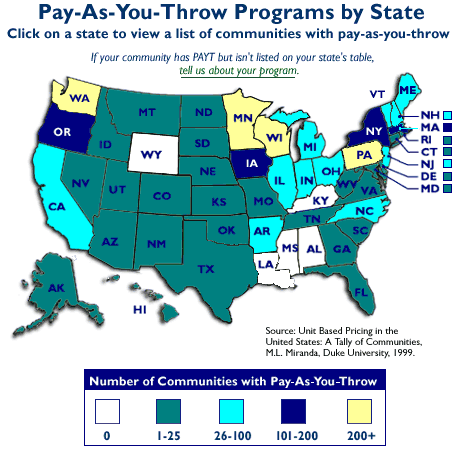 Pay-As-You-Throw Programs by State
Click on a state to view a list of communities with pay-as-you-throw
If your community has PAYT but isn't listed on your state's table,
tell us about your program.
WA
MT
ND
MN
VT
ME
OR
ID
SD
WI
MI
NY
NH
MA
RI
CT
NJ
DE
MD
WY
IA
PA
NE
NV
UT
CO
IL
IN
OH
WV
VA
CA
KS
MO
KY
NC
AZ
NM
OK
AR
TN
SC
TX
LA
MS
AL
GA
FL
AK
HI
Source: Unit Based Pricing in the
United States: A Tally of Communities,
M.L. Miranda, Duke University, 1999.
Number of Communities with Pay-As-You-Throw
0 1-25 26-100 101-200 200+